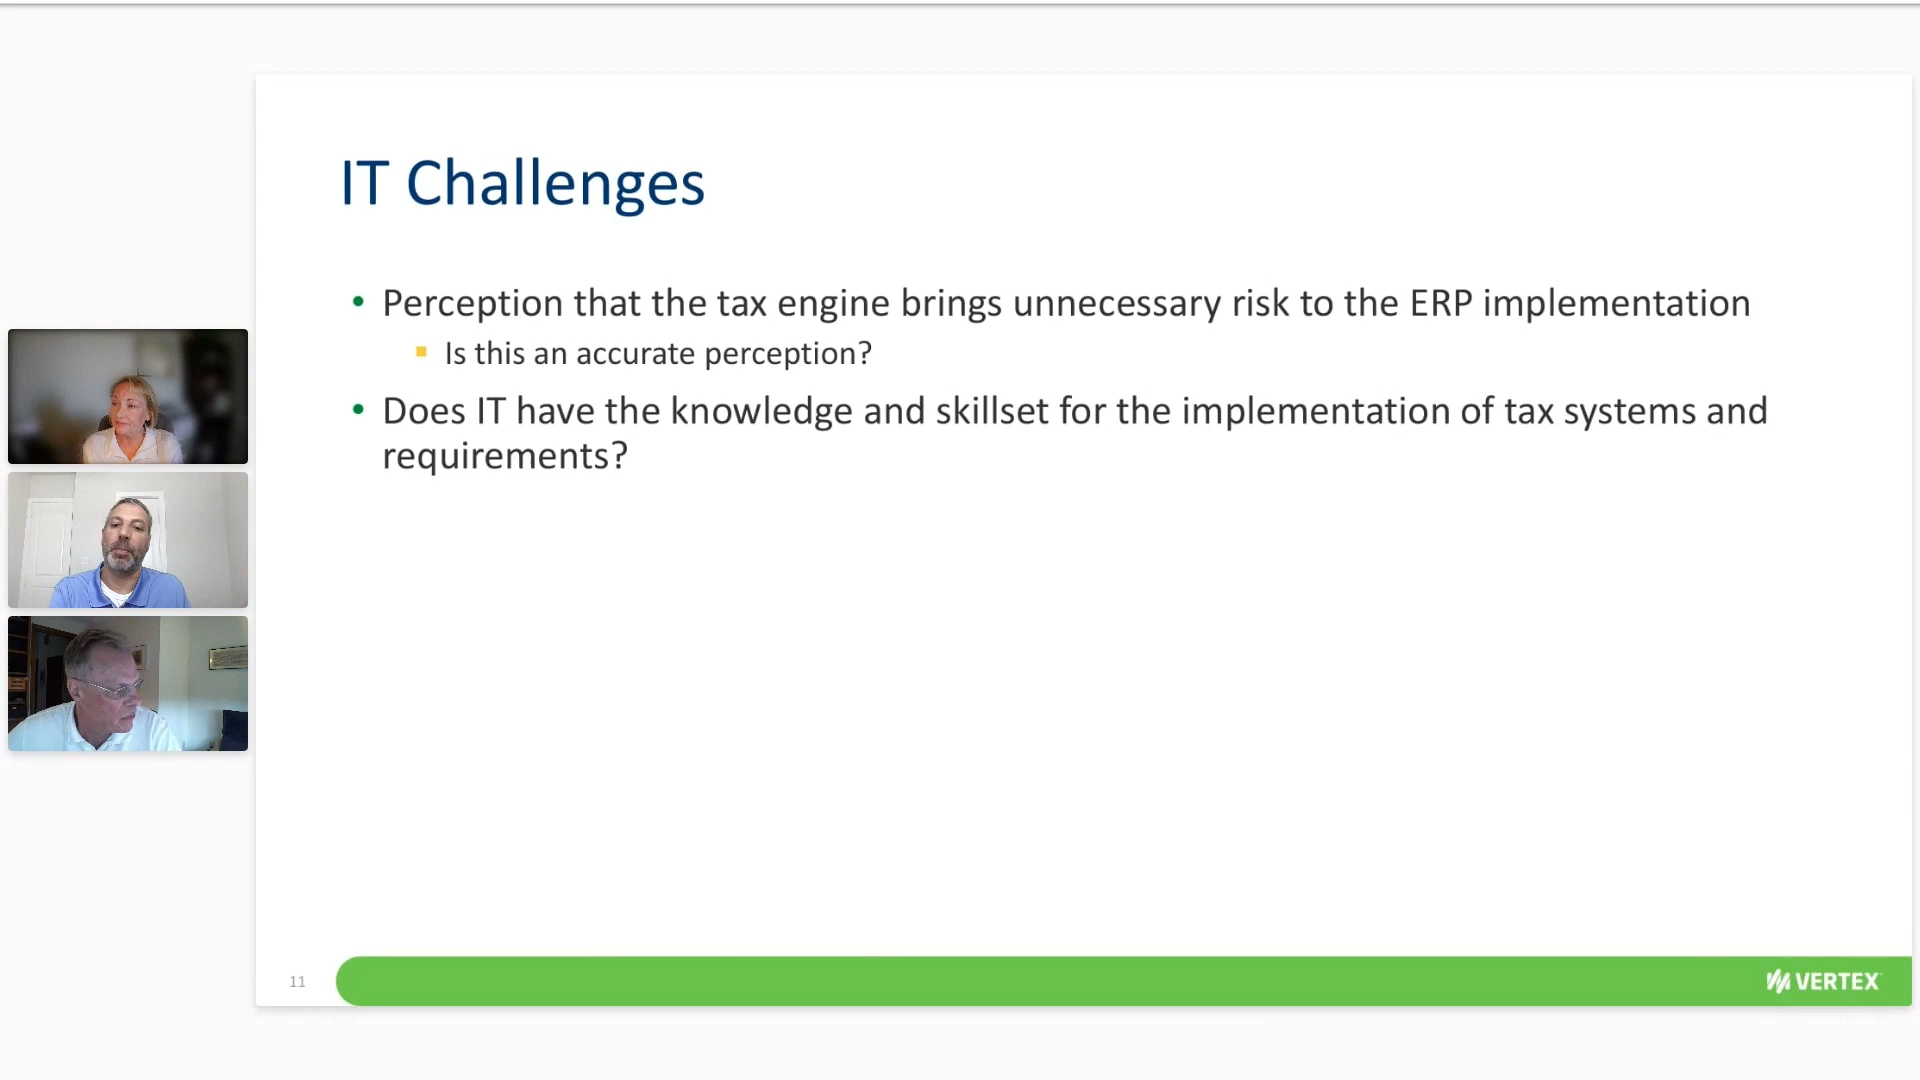 IT Challenges
• Perception that the tax engine brings unnecessary risk to the ERP implementation
▪ Is this an accurate perception?
• Does IT have the knowledge and skillset for the implementation of tax systems and
requirements?
11
VERTEX